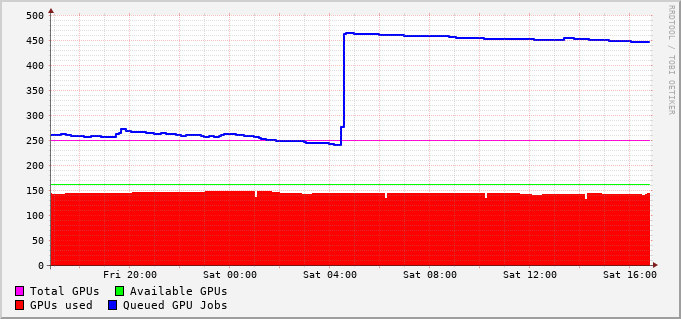 500
450
400
350
300
250
200
150
100
50
0
Fri 20:00 Sat 00:00 Sat 04:00 Sat 08:00 Sat 12:00 Sat 16:00
Total GPUs Available GPUs
GPUs used Queued GPU Jobs
RRDTOOL / TOBI OETIKER